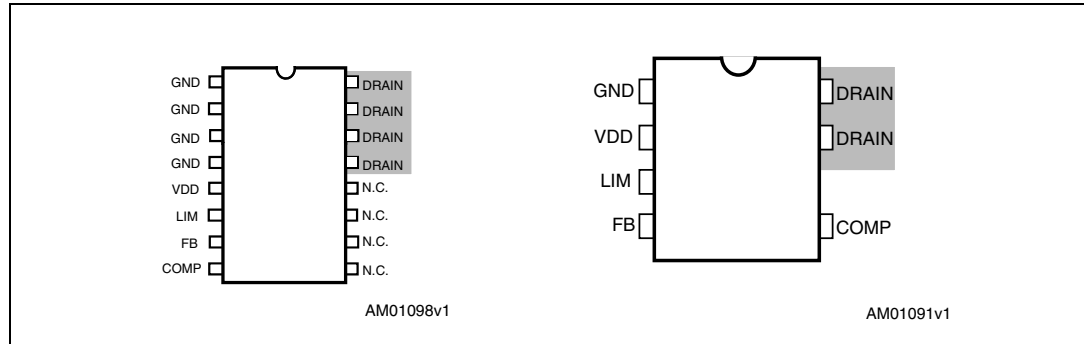 GND
GND
GND
GND
VDD
LIM
FB
COMP
DRAIN
DRAIN
DRAIN
DRAIN
N.C.
N.C.
N.C.
N.C.
AM01098v1
GND
VDD
LIM
FB
DRAIN
DRAIN
COMP
AM01091v1